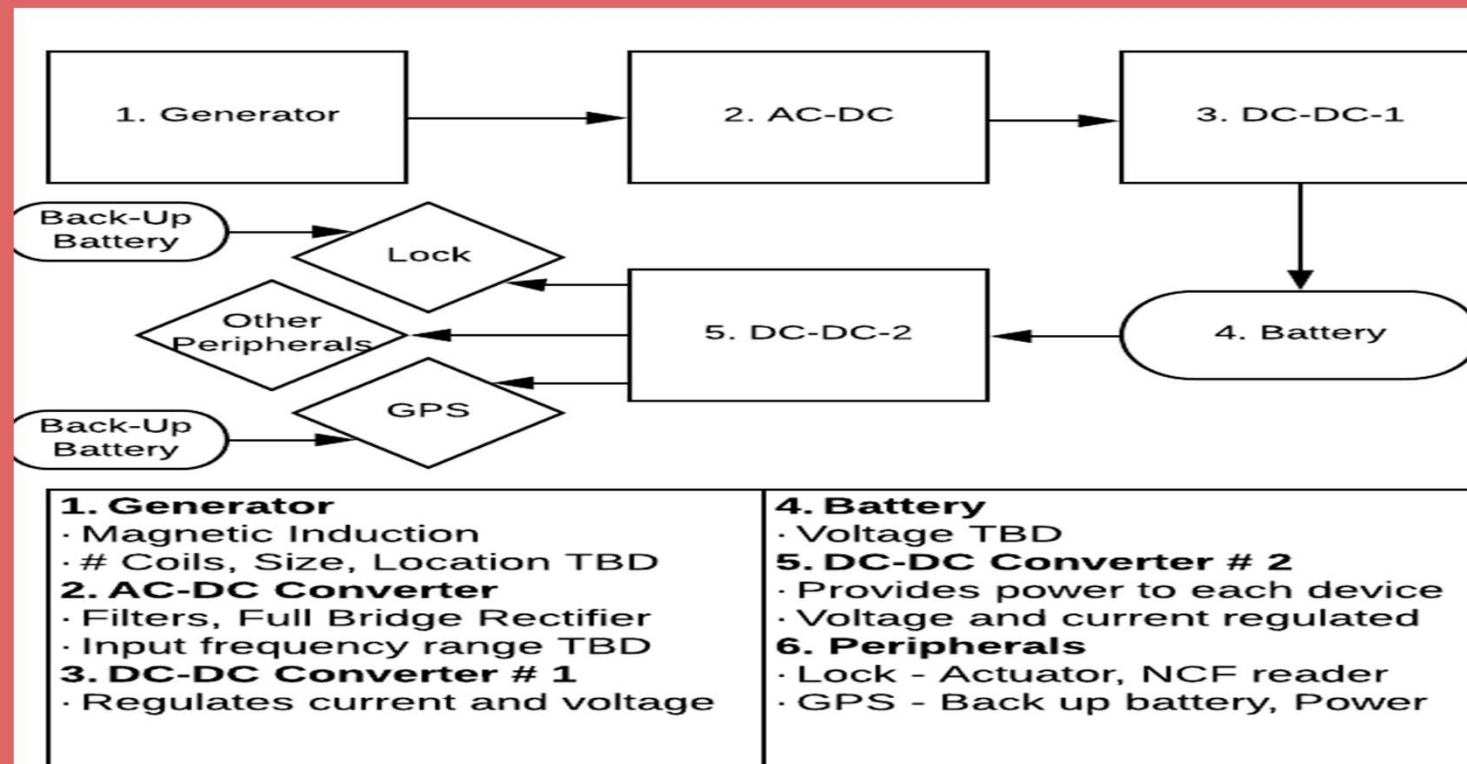 1. Generator
2. AC-DC
3. DC-DC-1
Back-Up
Battery
Lock
Other
Peripherals
5. DC-DC-2
4. Battery
GPS
Back-Up
Battery
1. Generator
· Magnetic Induction
· # Coils, Size, Location TBD
2. AC-DC Converter
· Filters, Full Bridge Rectifier
· Input frequency range TBD
3. DC-DC Converter # 1
· Regulates current and voltage
4. Battery
· Voltage TBD
5. DC-DC Converter # 2
· Provides power to each device
· Voltage and current regulated
6. Peripherals
· Lock - Actuator, NCF reader
· GPS - Back up battery, Power